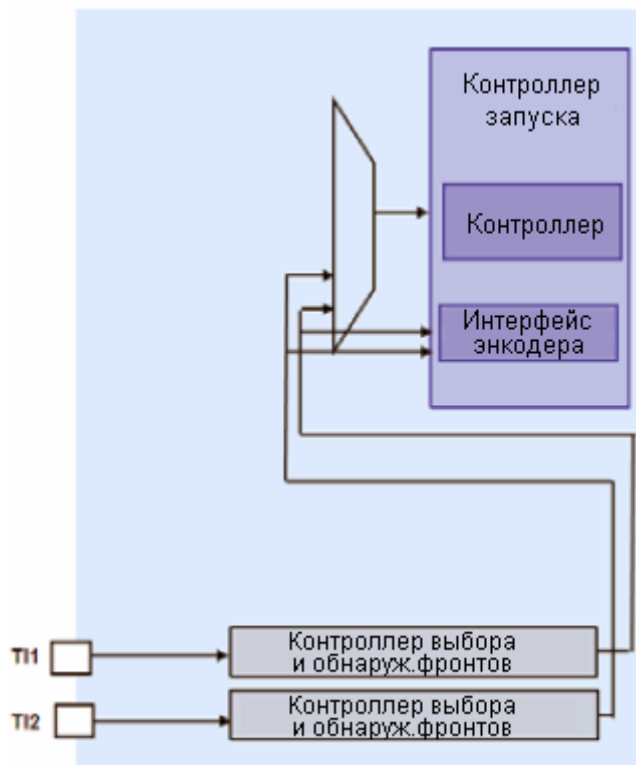 Контроллер
запуска
Контроллер
Интерфейс
энкодера
TI1
Контроллер выбора
и обнаруж.фронтов
TI2
Контроллер выбора
и обнаруж.фронтов